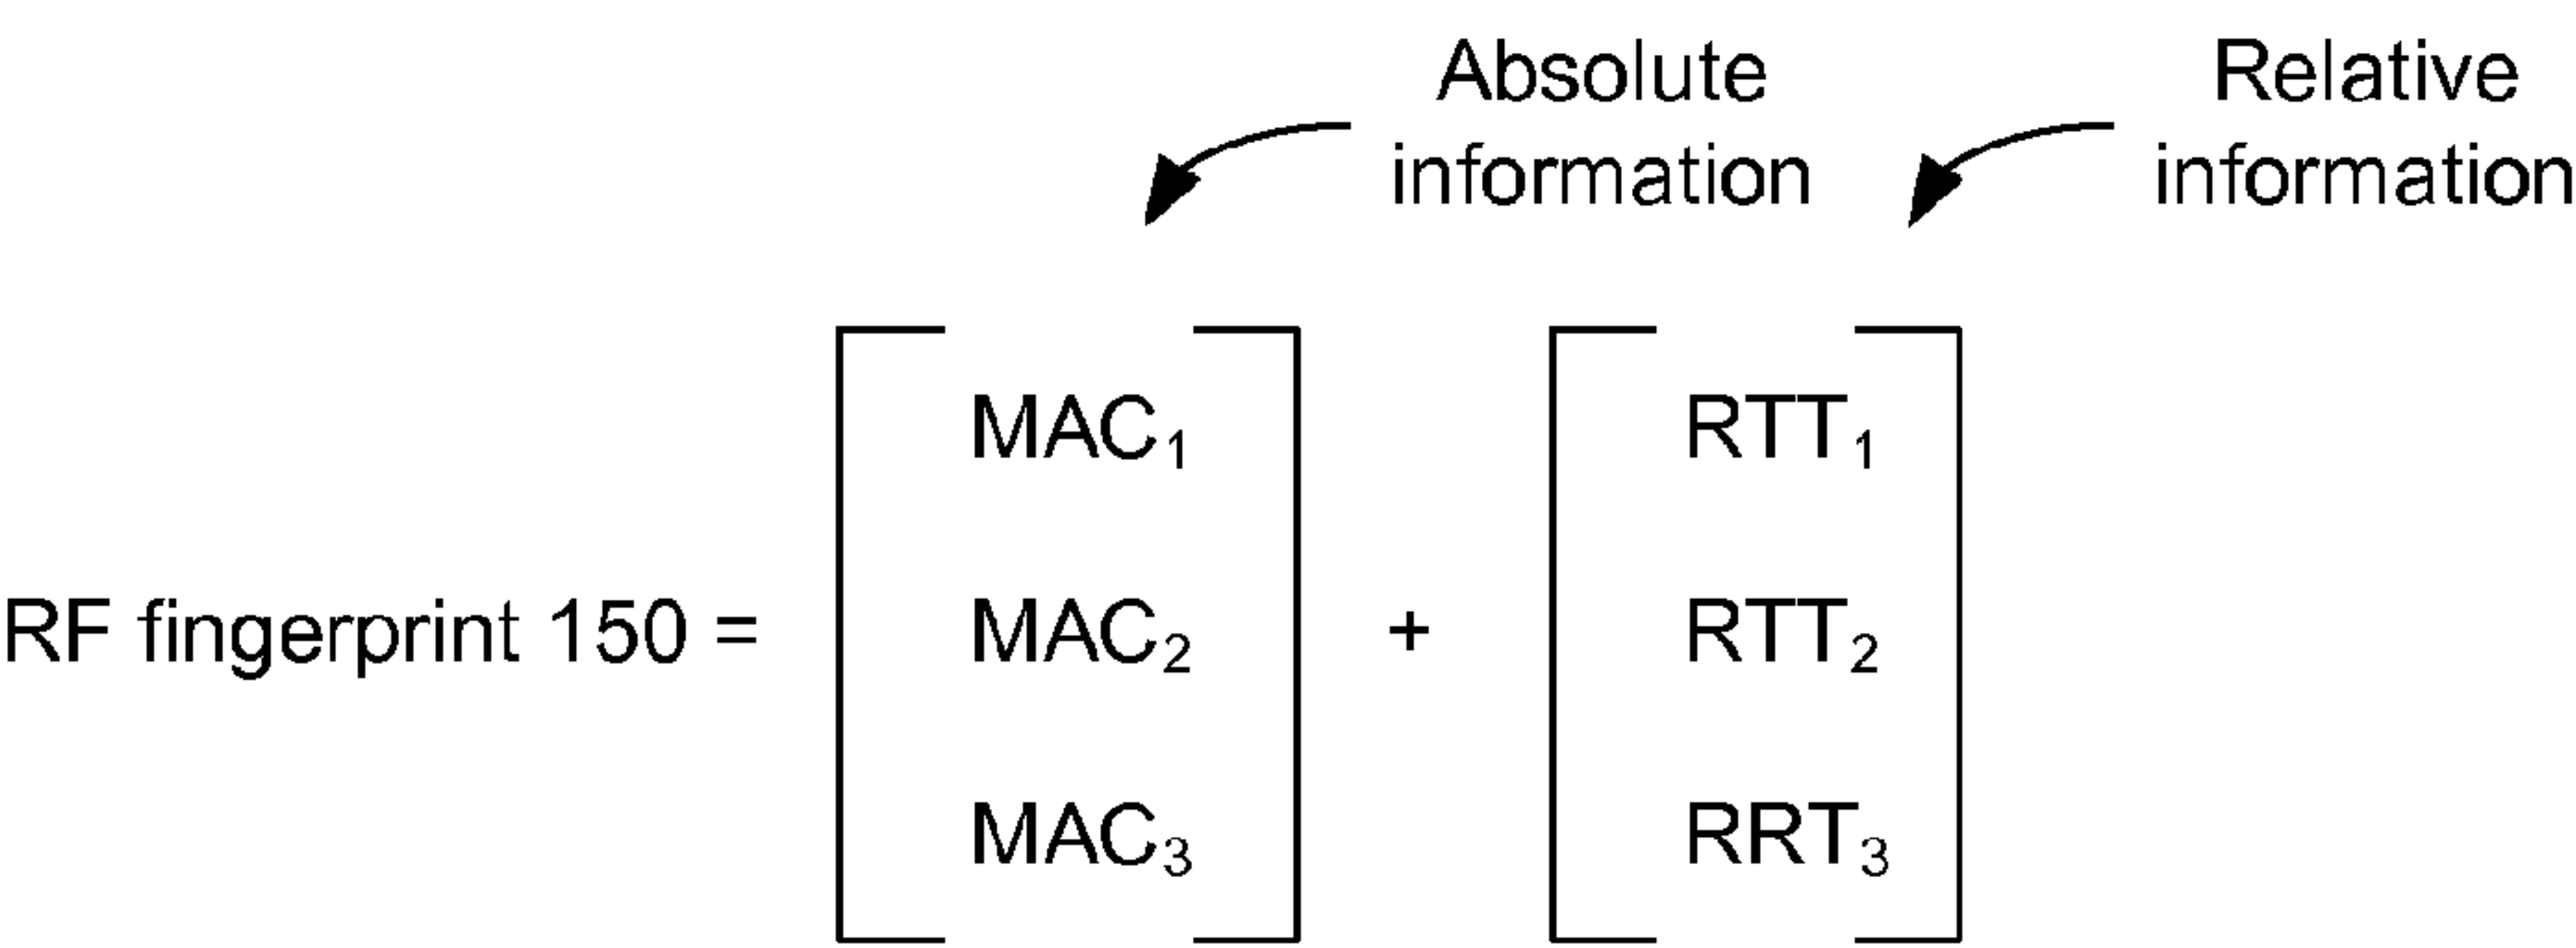 Absolute information
Relative information
MAC₁ RTT₁
RF fingerprint 150 = MAC₂ + RTT₂
MAC₃ RRT₃